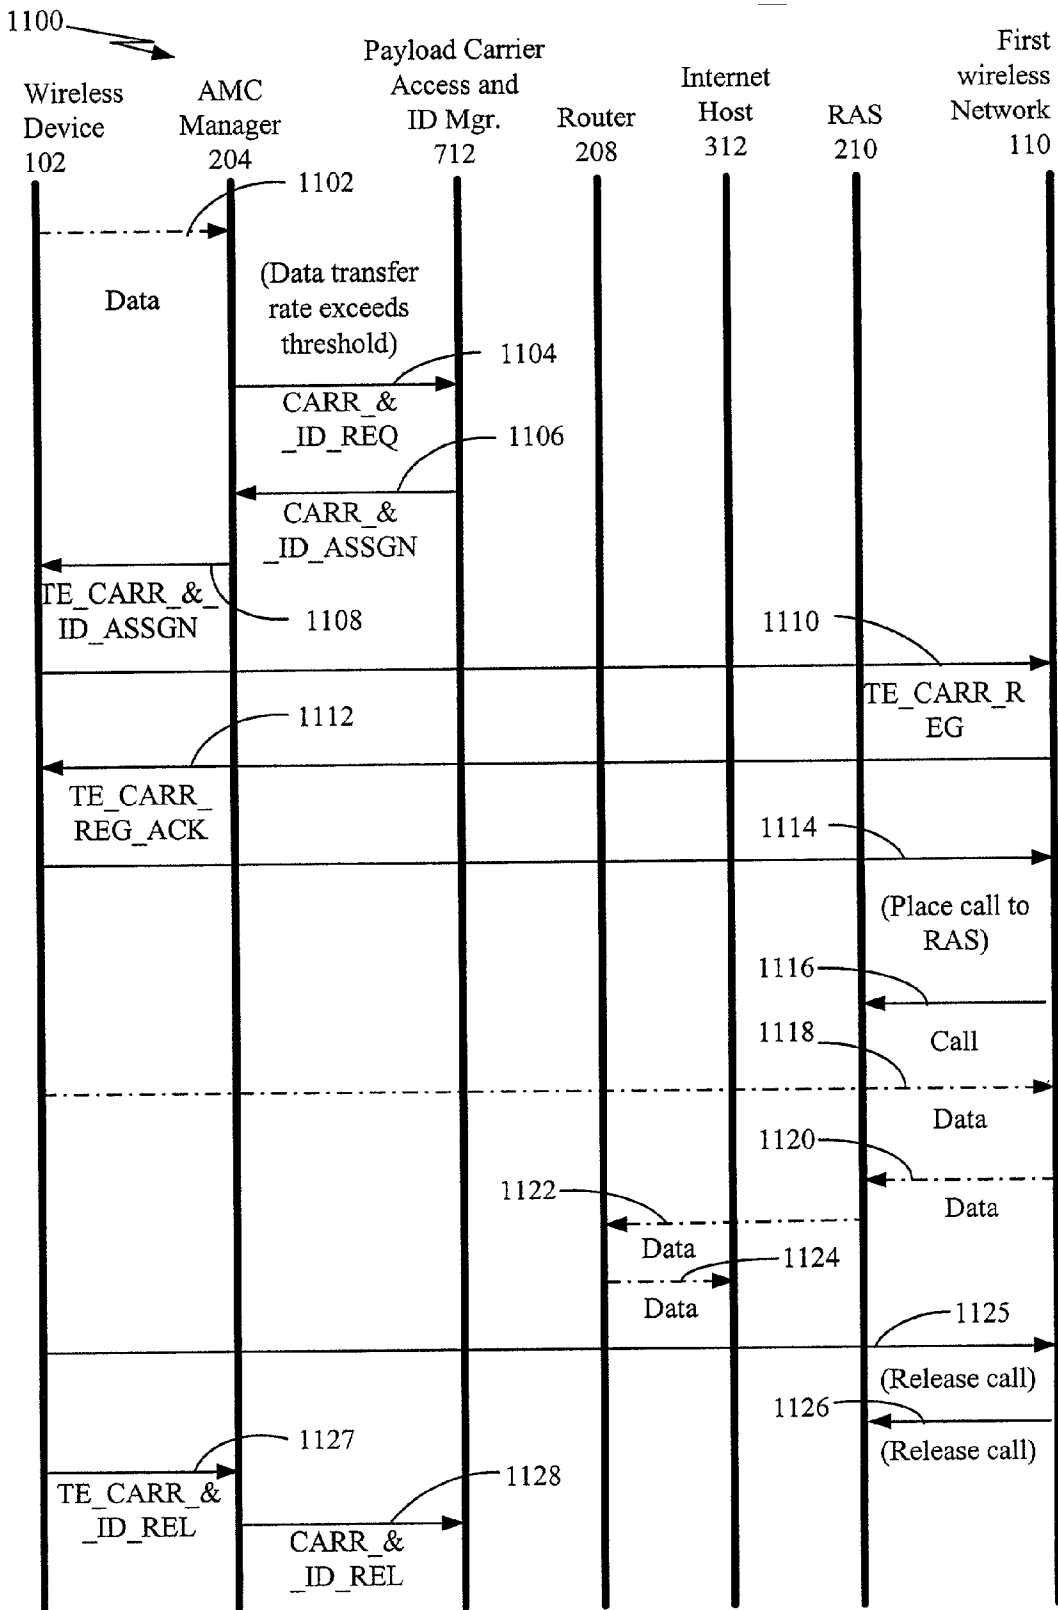 1100
Wireless
Device
102
AMC
Manager
204
Payload Carrier
Access and
ID Mgr.
712
Router
208
Internet
Host
312
RAS
210
First
wireless
Network
110
1102
Data
(Data transfer
rate exceeds
threshold)
1104
CARR_&
_ID_REQ
1106
CARR_&
_ID_ASSGN
TE_CARR_&_
ID_ASSGN
1108
1110
TE_CARR_R
EG
1112
TE_CARR_
REG_ACK
1114
(Place call to
RAS)
1116
Call
1118
Data
1120
Data
1122
Data
1124
Data
1125
(Release call)
1126
(Release call)
1127
TE_CARR_&
_ID_REL
1128
CARR_&
_ID_REL